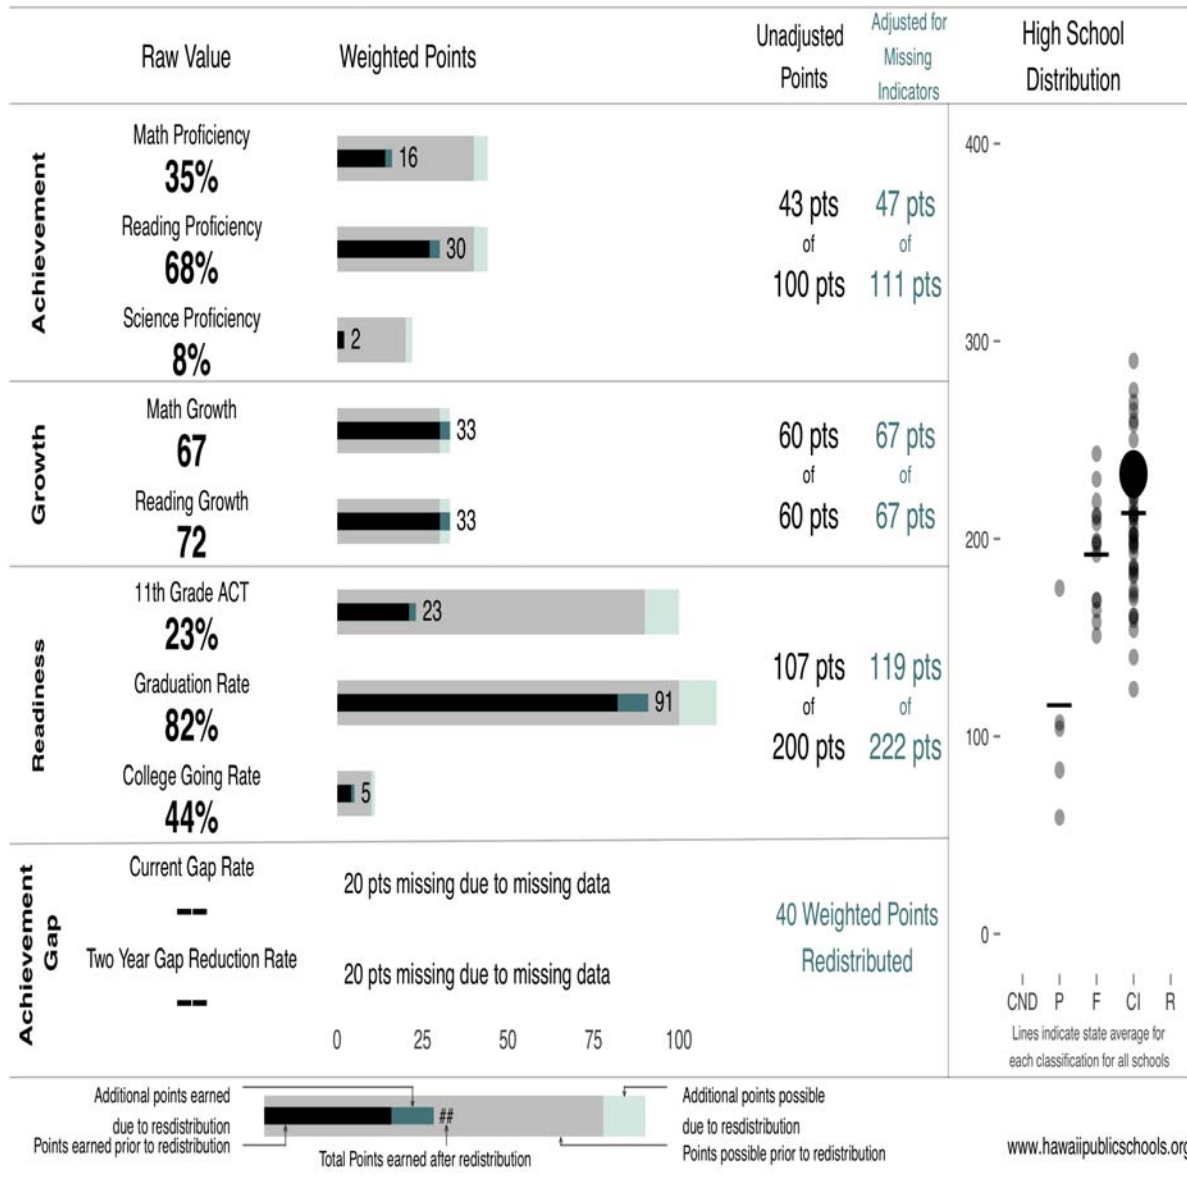 Raw Value
Weighted Points
Unadjusted
Points
Adjusted for
Missing
Indicators
High School
Distribution
Achievement
Math Proficiency
35%
16
Reading Proficiency
68%
30
Science Proficiency
8%
2
43 pts
of
100 pts
47 pts
of
111 pts
Growth
Math Growth
67
33
Reading Growth
72
33
60 pts
of
60 pts
67 pts
of
67 pts
Readiness
11th Grade ACT
23%
23
Graduation Rate
82%
91
College Going Rate
44%
5
107 pts
of
200 pts
119 pts
of
222 pts
Achievement
Gap
Current Gap Rate
--
20 pts missing due to missing data
Two Year Gap Reduction Rate
--
20 pts missing due to missing data
40 Weighted Points
Redistributed
0 25 50 75 100
400
300
200
100
0
CND P F CI R
Lines indicate state average for
each classification for all schools
Additional points earned
due to resdistribution
Points earned prior to redistribution
##
Total Points earned after redistribution
Additional points possible
due to resdistribution
Points possible prior to redistribution
www.hawaiipublicschools.org